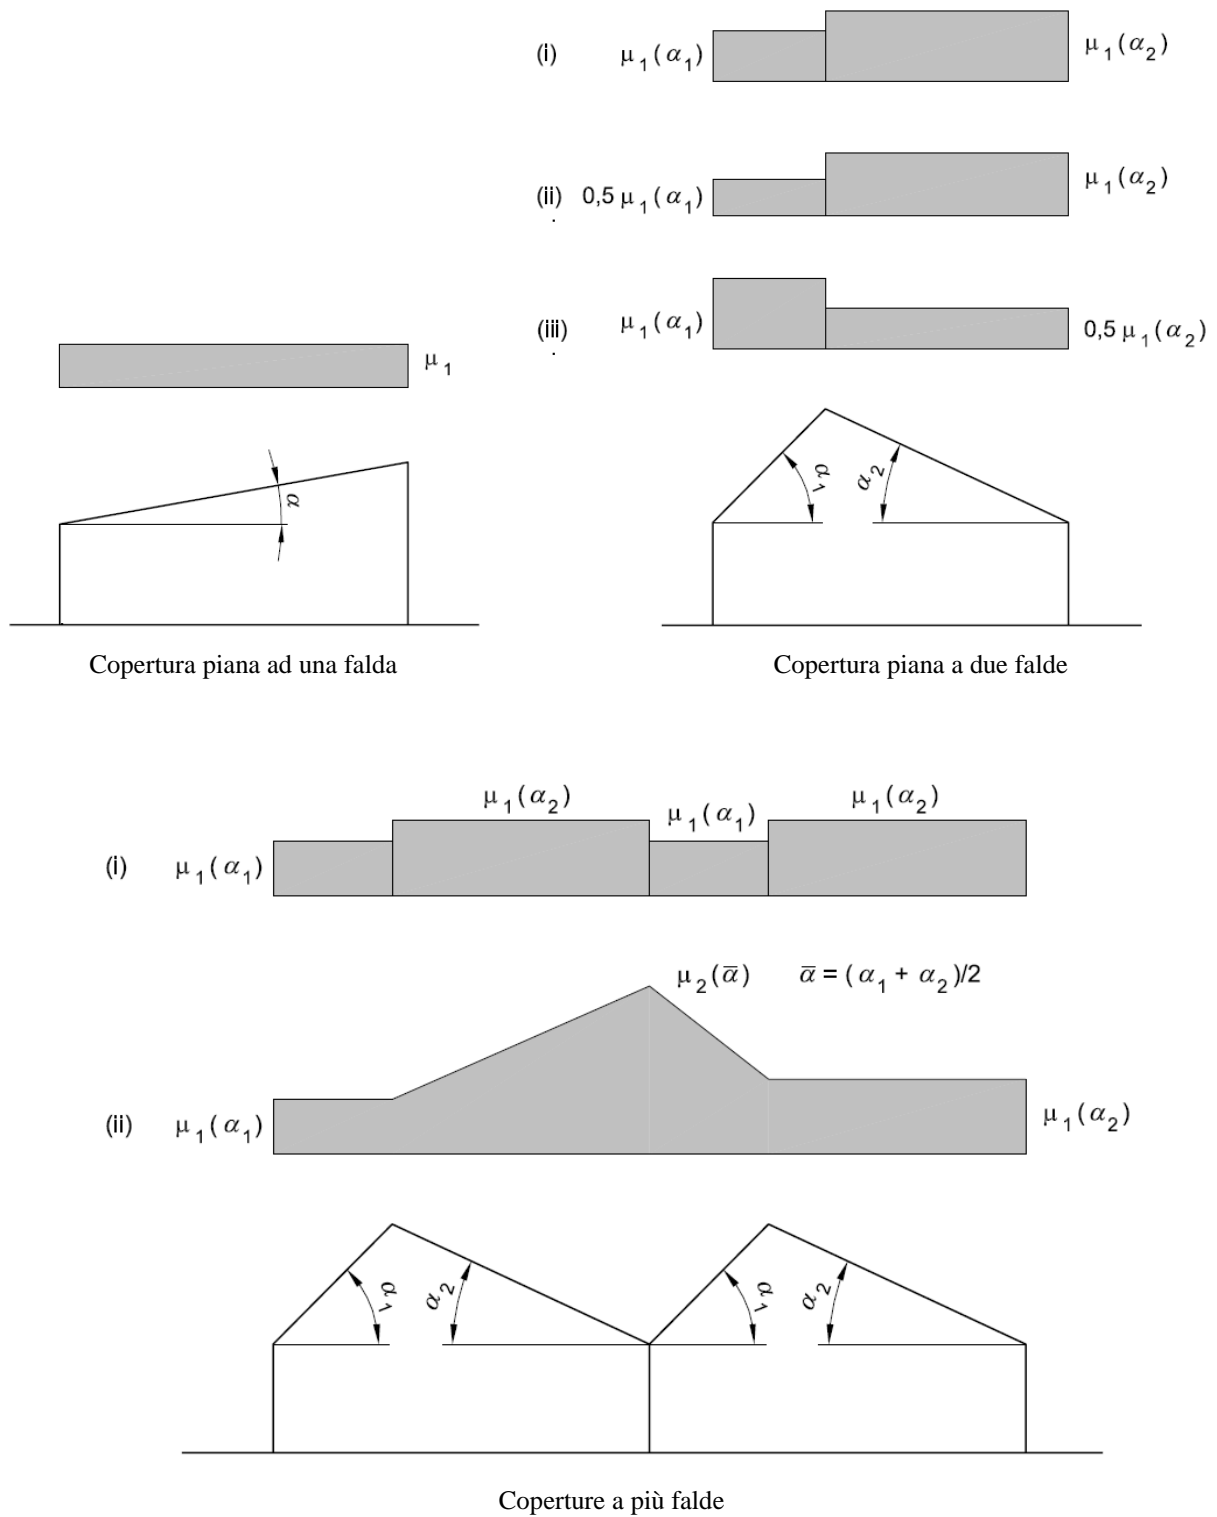 (i) μ₁(α₁) μ₁(α₂)
(ii) 0,5 μ₁(α₁) μ₁(α₂)
(iii) μ₁(α₁) 0,5 μ₁(α₂)
μ₁
α
α₁ α₂
Copertura piana ad una falda
Copertura piana a due falde
μ₁(α₂) μ₁(α₁) μ₁(α₂)
(i) μ₁(α₁)
μ₂(ᾱ) ᾱ = (α₁ + α₂)/2
(ii) μ₁(α₁) μ₁(α₂)
α₁ α₂ α₁ α₂
Coperture a più falde